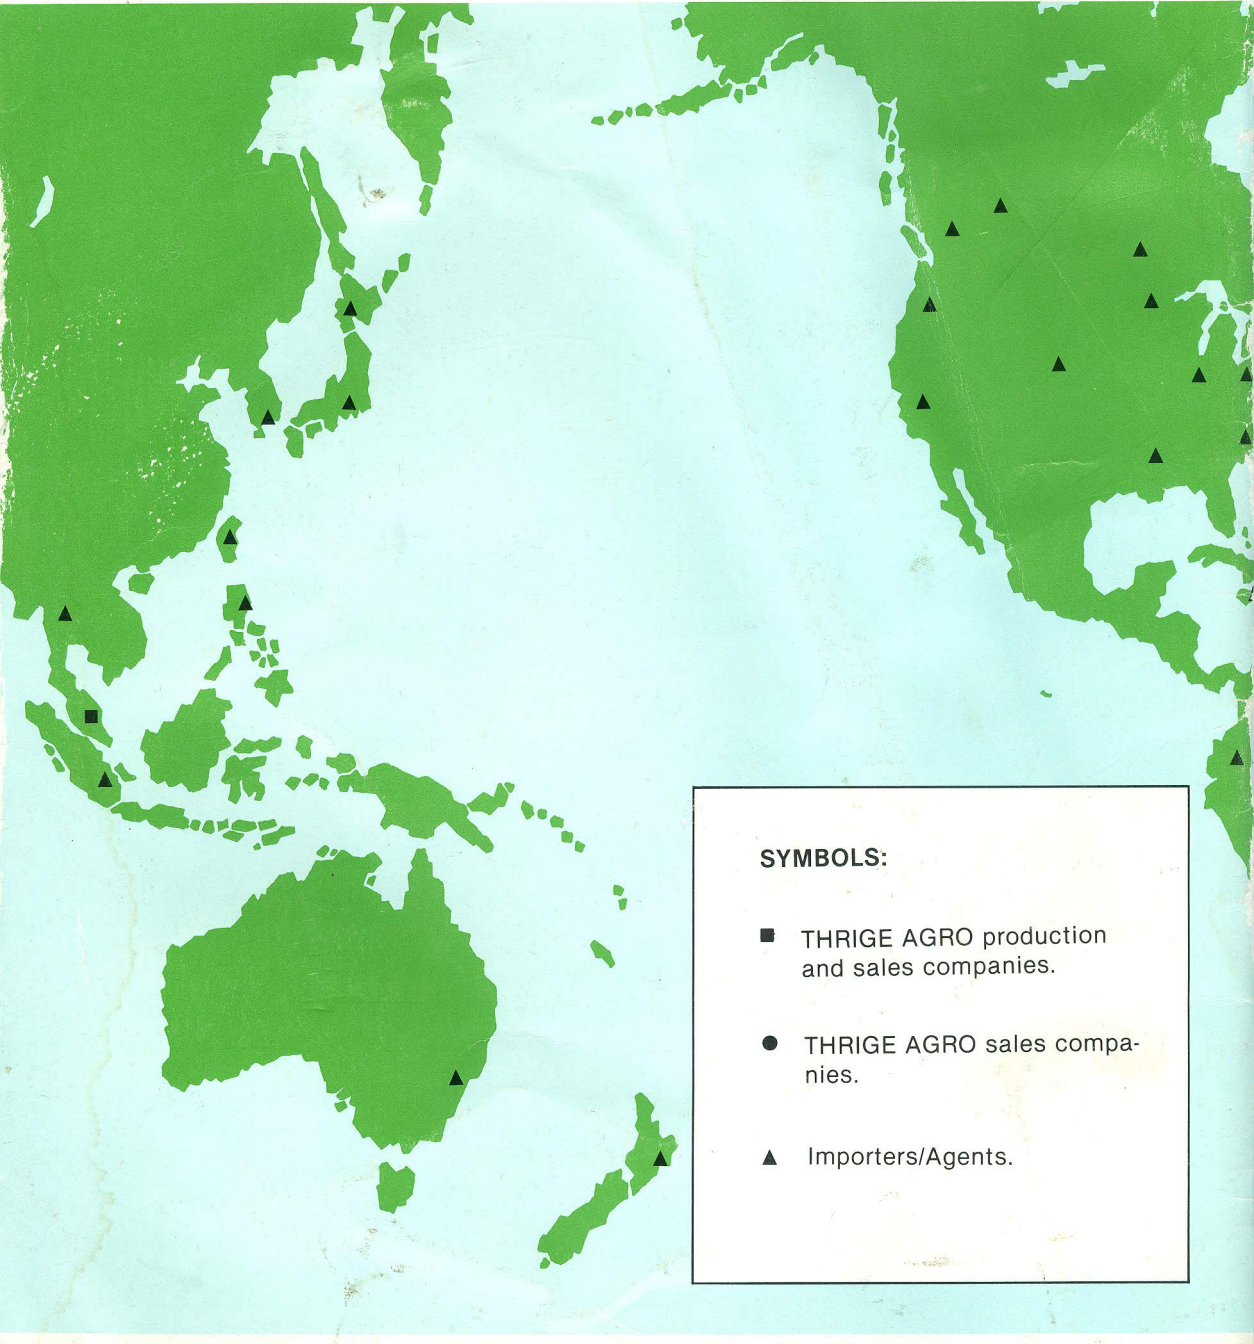 SYMBOLS:
THRIGE AGRO production
and sales companies.
THRIGE AGRO sales compa-
nies.
Importers/Agents.